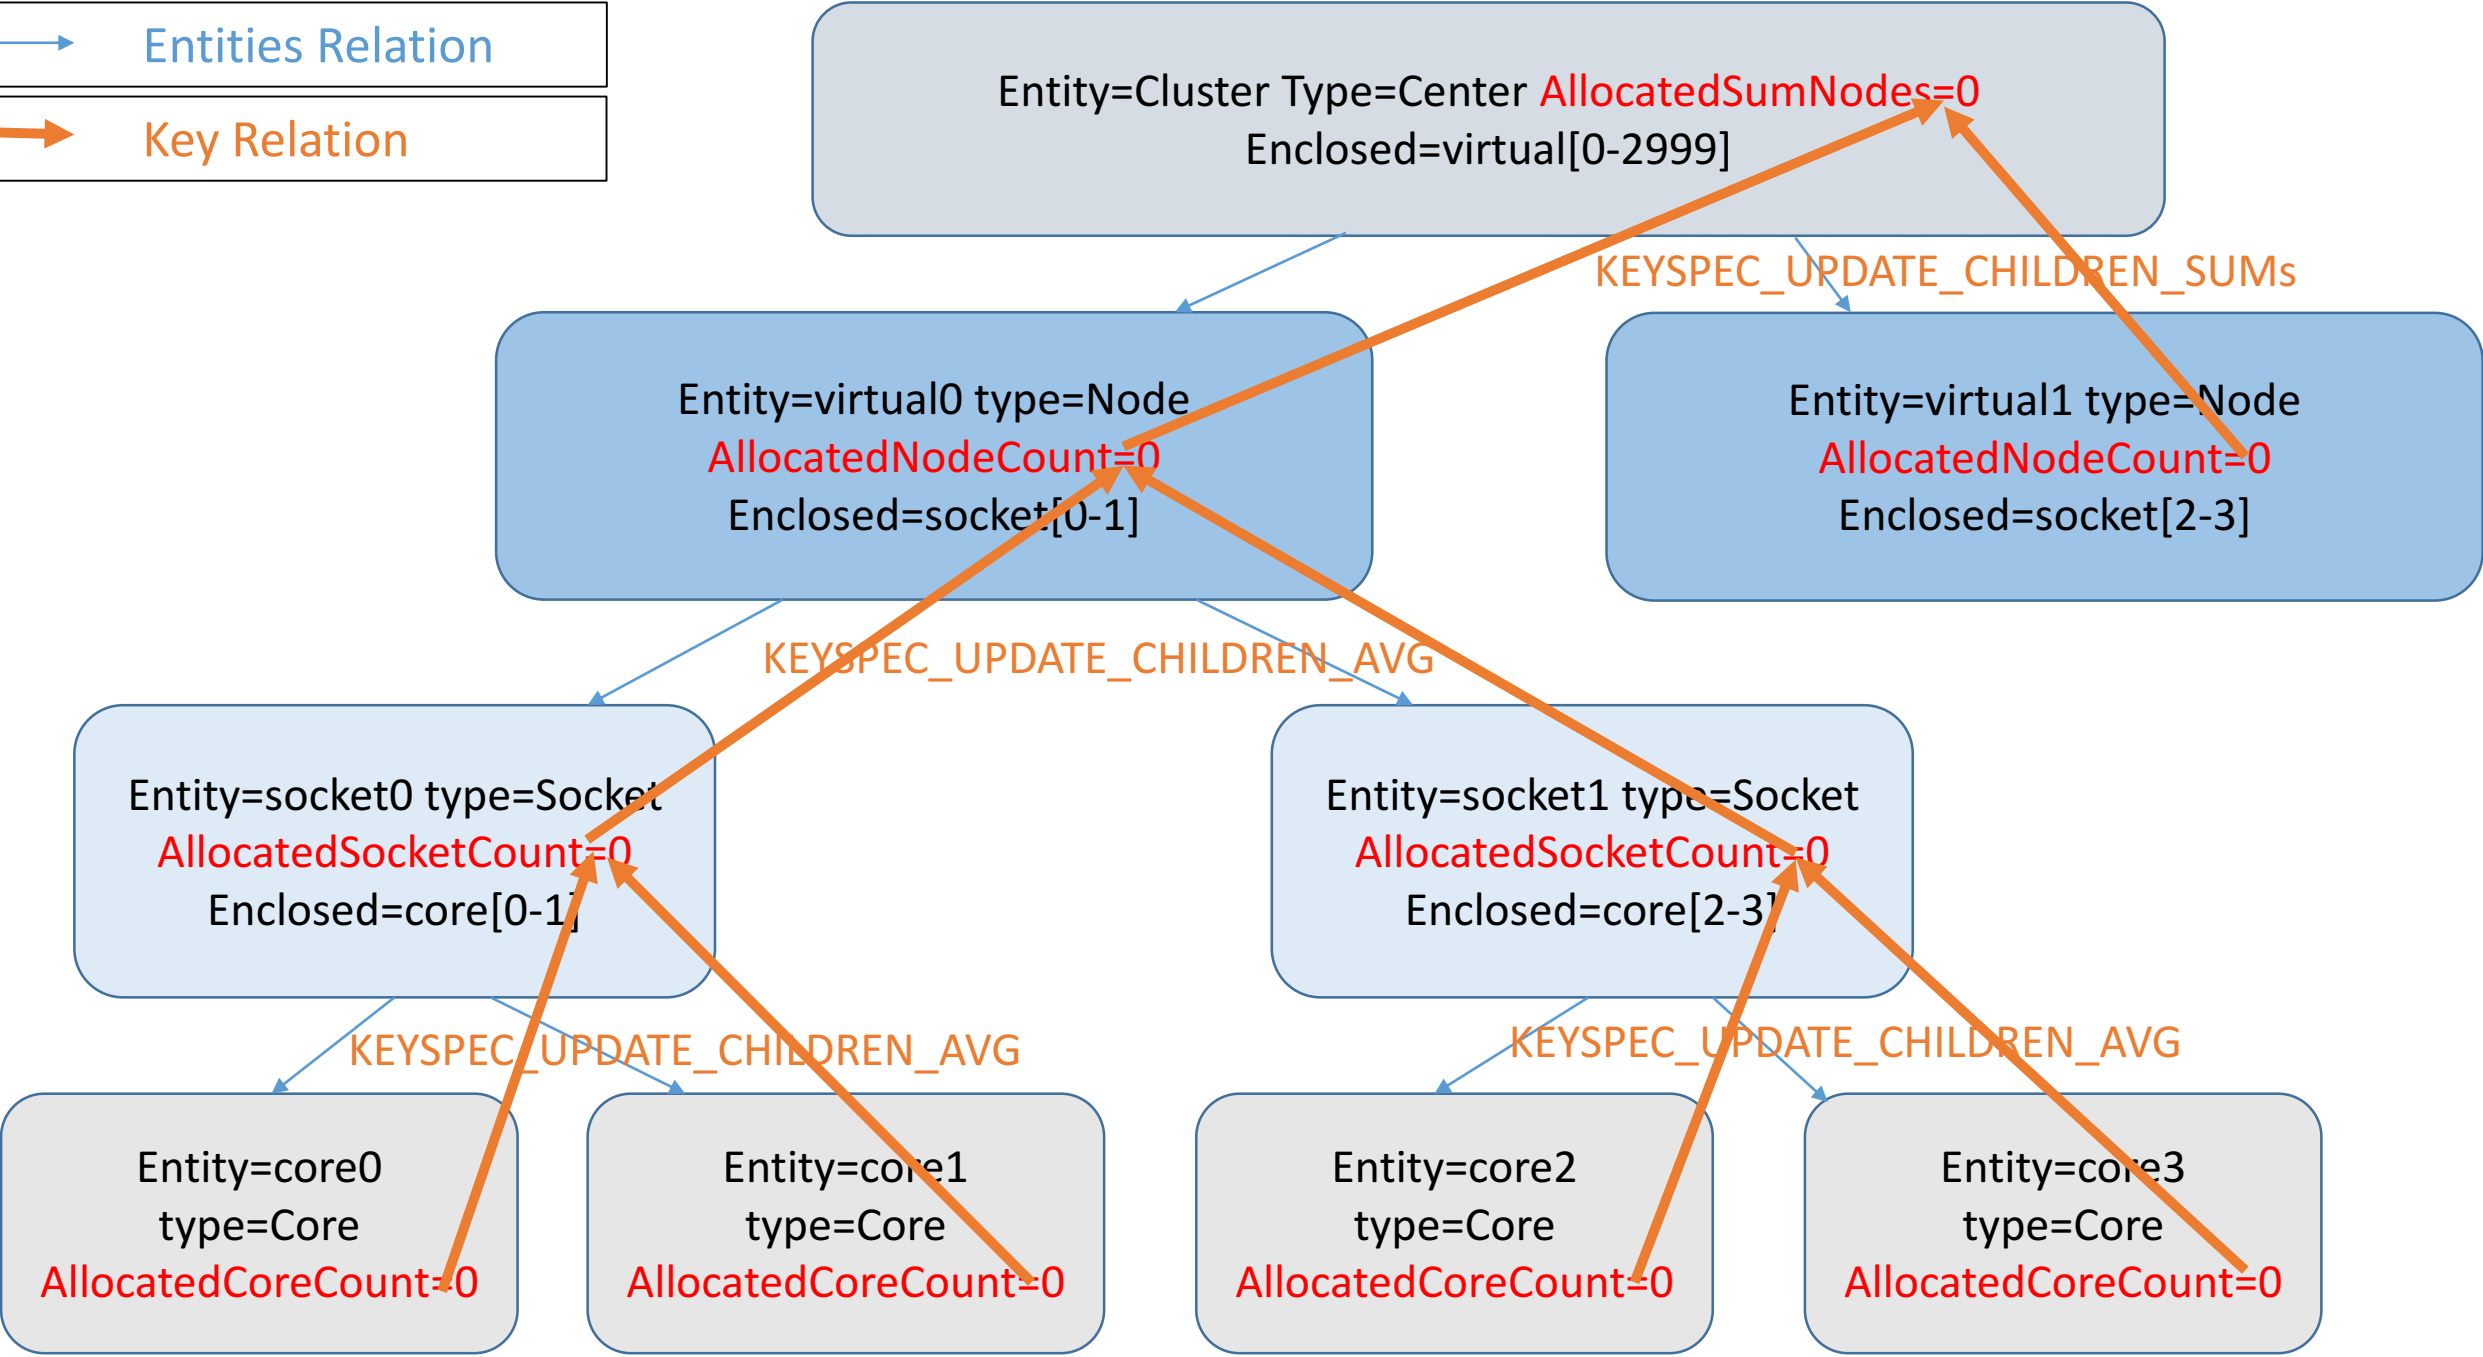 Entities Relation
Key Relation
Entity=Cluster Type=Center AllocatedSumNodes=0
Enclosed=virtual[0-2999]
KEYSPEC_UPDATE_CHILDREN_SUMs
Entity=virtual0 type=Node
AllocatedNodeCount=0
Enclosed=socket[0-1]
Entity=virtual1 type=Node
AllocatedNodeCount=0
Enclosed=socket[2-3]
KEYSPEC_UPDATE_CHILDREN_AVG
Entity=socket0 type=Socket
AllocatedSocketCount=0
Enclosed=core[0-1]
Entity=socket1 type=Socket
AllocatedSocketCount=0
Enclosed=core[2-3]
KEYSPEC_UPDATE_CHILDREN_AVG
KEYSPEC_UPDATE_CHILDREN_AVG
Entity=core0
type=Core
AllocatedCoreCount=0
Entity=core1
type=Core
AllocatedCoreCount=0
Entity=core2
type=Core
AllocatedCoreCount=0
Entity=core3
type=Core
AllocatedCoreCount=0